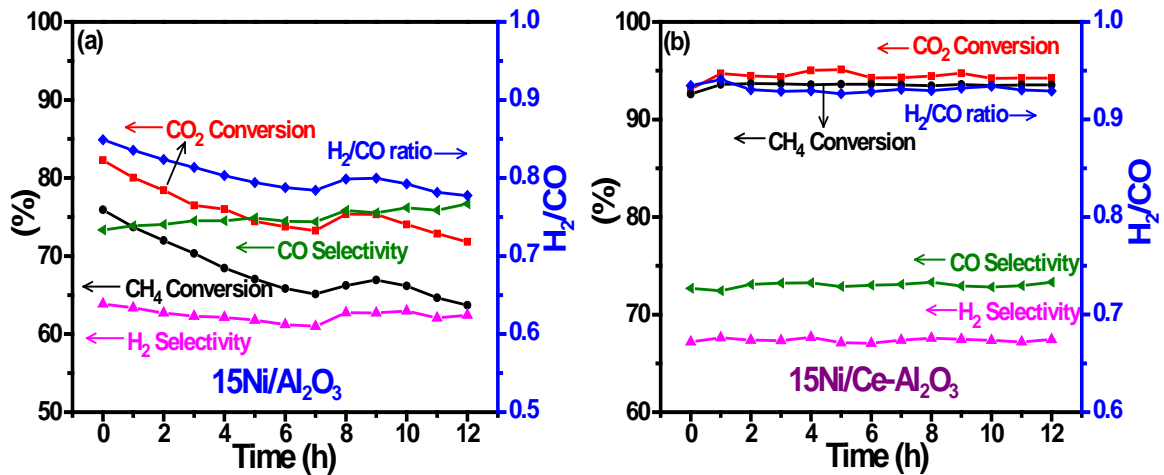 (a)
100
90
80
70
60
50
(%)
CO₂ Conversion
H₂/CO ratio
CO Selectivity
CH₄ Conversion
H₂ Selectivity
15Ni/Al₂O₃
0 2 4 6 8 10 12
Time (h)
1.0
0.9
0.8
0.7
0.6
0.5
H₂/CO
(b)
100
90
80
70
60
(%)
CO₂ Conversion
H₂/CO ratio
CH₄ Conversion
CO Selectivity
H₂ Selectivity
15Ni/Ce-Al₂O₃
0 2 4 6 8 10 12
Time (h)
1.0
0.9
0.8
0.7
0.6
H₂/CO